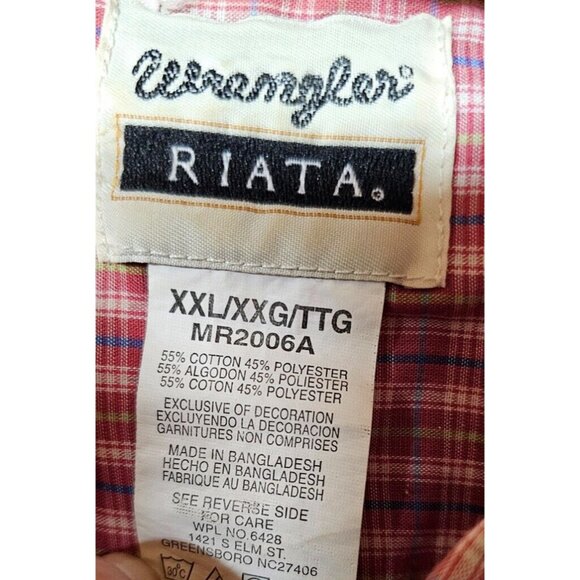 Wrangler®
RIATA®
XXL/XXG/TTG
MR2006A
55% COTTON 45% POLYESTER
55% ALGODON 45% POLIESTER
55% COTON 45% POLYESTER
EXCLUSIVE OF DECORATION
EXCLUYENDO LA DECORACION
GARNITURES NON COMPRISES
MADE IN BANGLADESH
HECHO EN BANGLADESH
FABRIQUE AU BANGLADESH
SEE REVERSE SIDE
FOR CARE
WPL NO.6428
1421 S ELM ST.
GREENSBORO NC27406
30°C